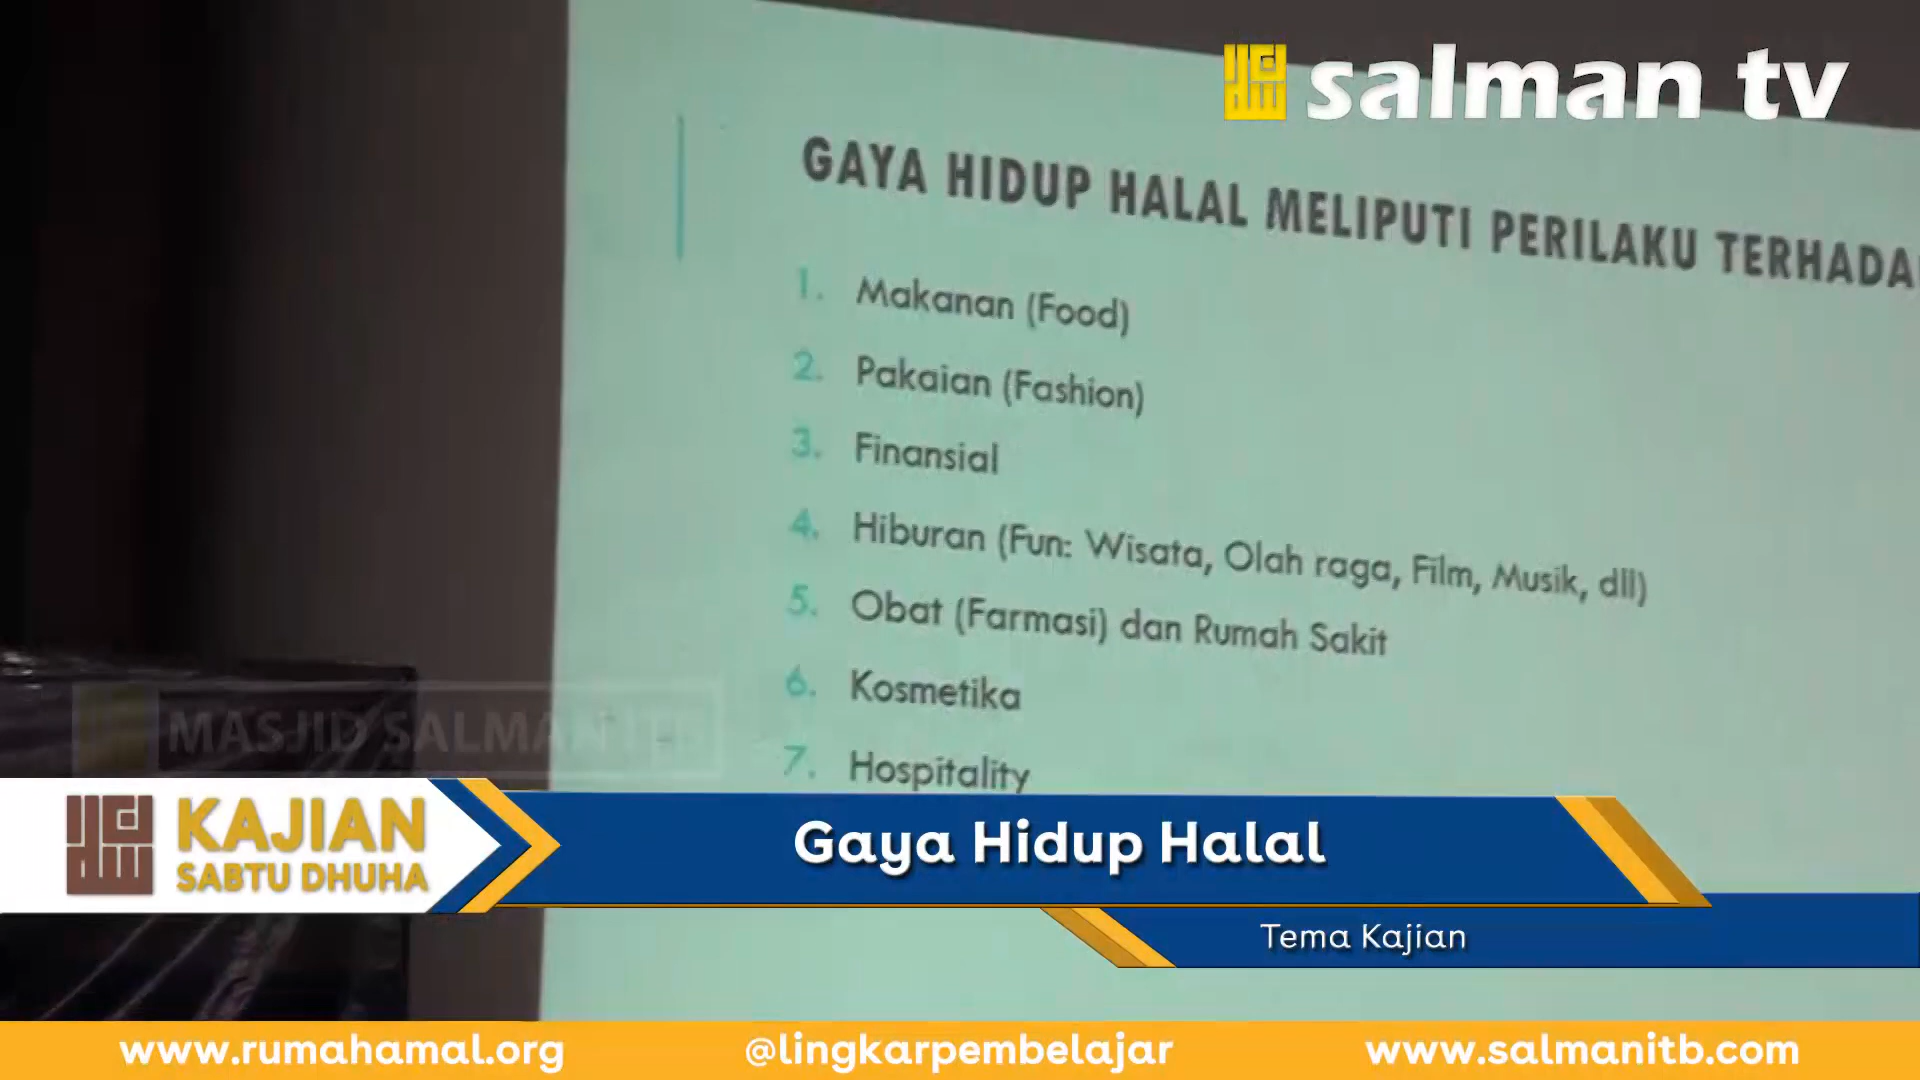 salman tv
GAYA HIDUP HALAL MELIPUTI PERILAKU
1. Makanan (Food)
2. Pakaian (Fashion)
3. Finansial
4. Hiburan (Fun: Wisata, Olah raga, Film, Musik, dll)
5. Obat (Farmasi) dan Rumah Sakit
6. Kosmetika
7. Hospitality
MASJID SALMAN ITB
KAJIAN
SABTU DHUHA
Gaya Hidup Halal
Tema Kajian
www.rumahamal.org
@lingkarpembelajar
www.salmanitb.com